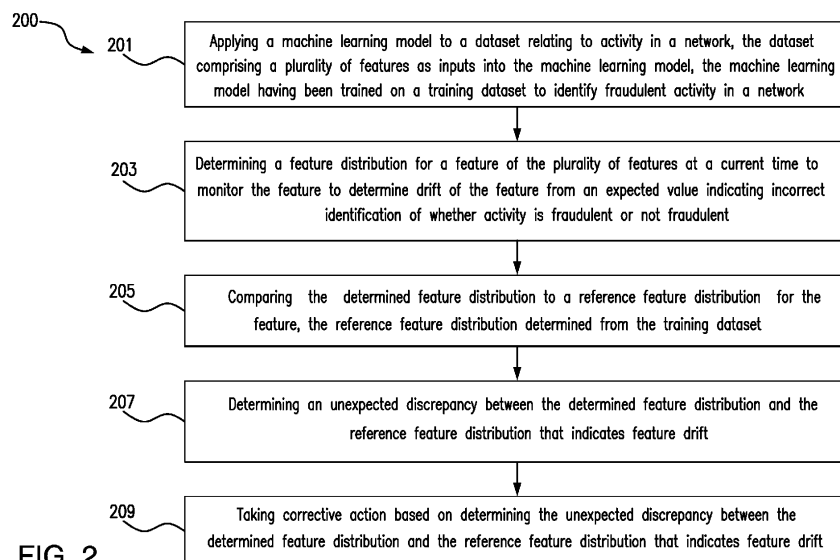 200
201
Applying a machine learning model to a dataset relating to activity in a network, the dataset
comprising a plurality of features as inputs into the machine learning model, the machine learning
model having been trained on a training dataset to identify fraudulent activity in a network
203
Determining a feature distribution for a feature of the plurality of features at a current time to
monitor the feature to determine drift of the feature from an expected value indicating incorrect
identification of whether activity is fraudulent or not fraudulent
205
Comparing the determined feature distribution to a reference feature distribution for the
feature, the reference feature distribution determined from the training dataset
207
Determining an unexpected discrepancy between the determined feature distribution and the
reference feature distribution that indicates feature drift
209
Taking corrective action based on determining the unexpected discrepancy between the
determined feature distribution and the reference feature distribution that indicates feature drift
FIG. 2